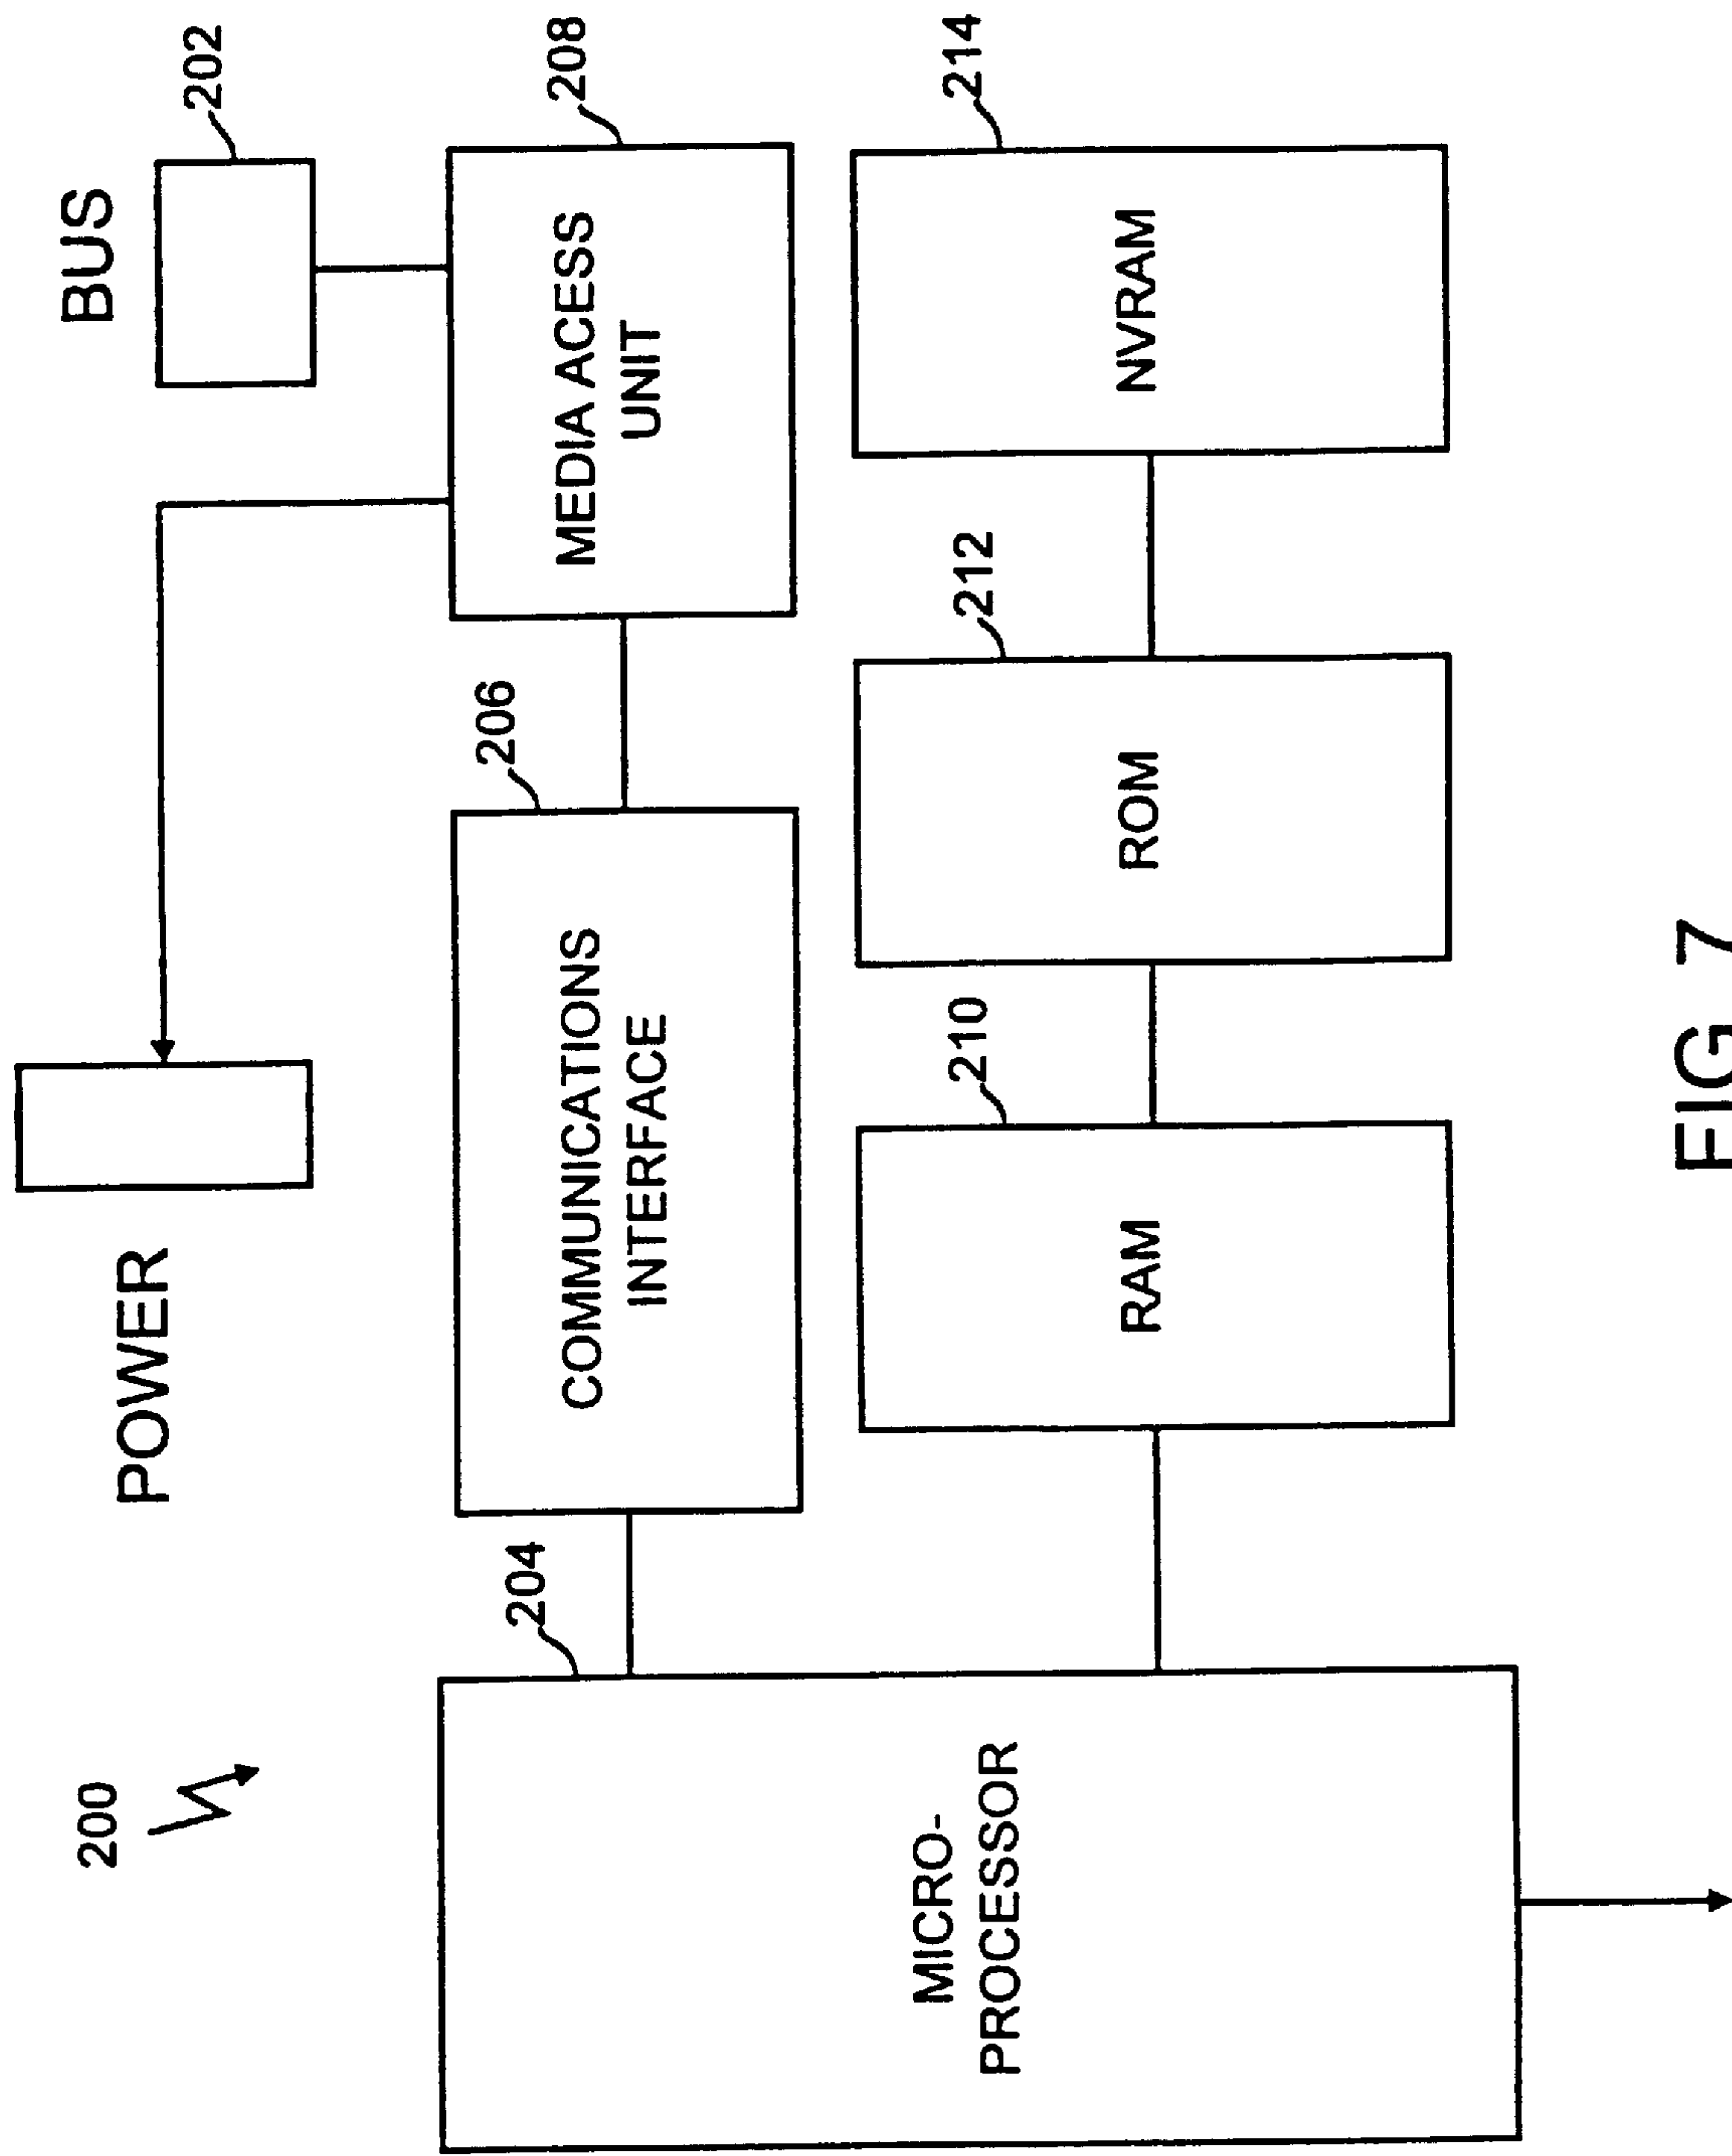 200
POWER
BUS
202
204
206
208
MICRO-
PROCESSOR
COMMUNICATIONS
INTERFACE
MEDIA ACESS
UNIT
210
212
214
RAM
ROM
NVRAM
FIG 7